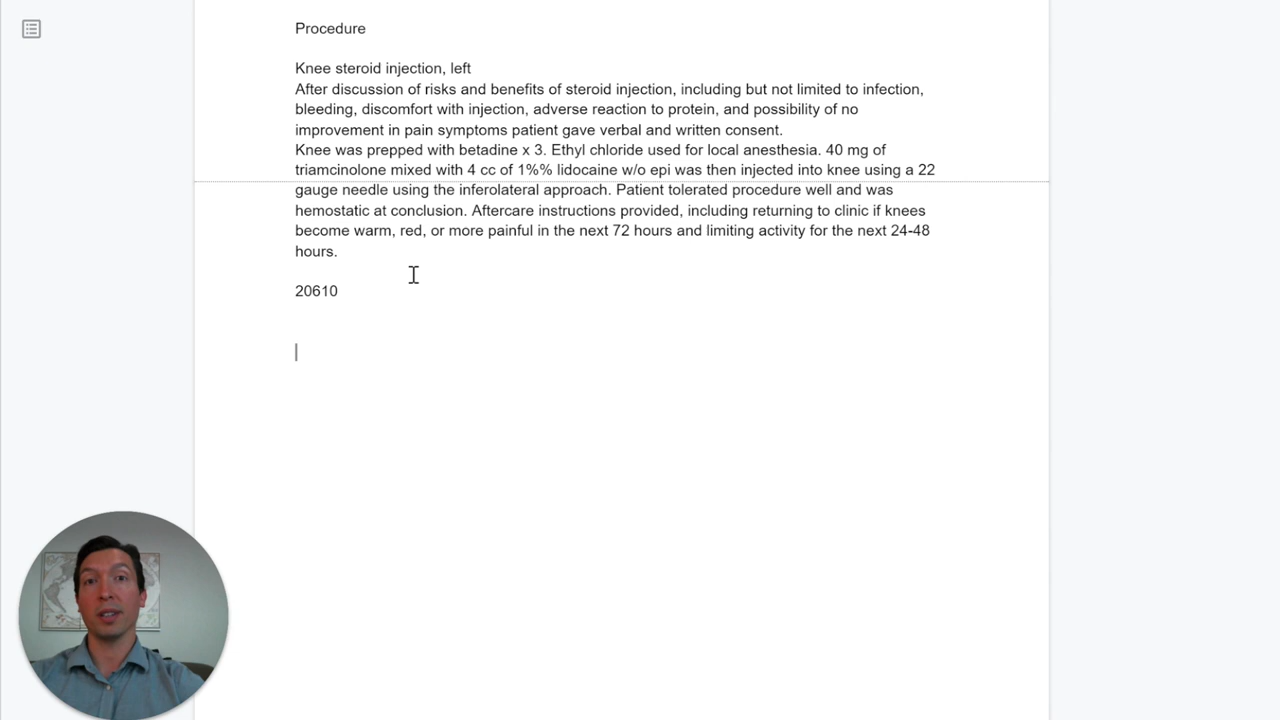 Procedure
Knee steroid injection, left
After discussion of risks and benefits of steroid injection, including but not limited to infection,
bleeding, discomfort with injection, adverse reaction to protein, and possibility of no
improvement in pain symptoms patient gave verbal and written consent.
Knee was prepped with betadine x 3. Ethyl chloride used for local anesthesia. 40 mg of
triamcinolone mixed with 4 cc of 1%% lidocaine w/o epi was then injected into knee using a 22
gauge needle using the inferolateral approach. Patient tolerated procedure well and was
hemostatic at conclusion. Aftercare instructions provided, including returning to clinic if knees
become warm, red, or more painful in the next 72 hours and limiting activity for the next 24-48
hours.
20610